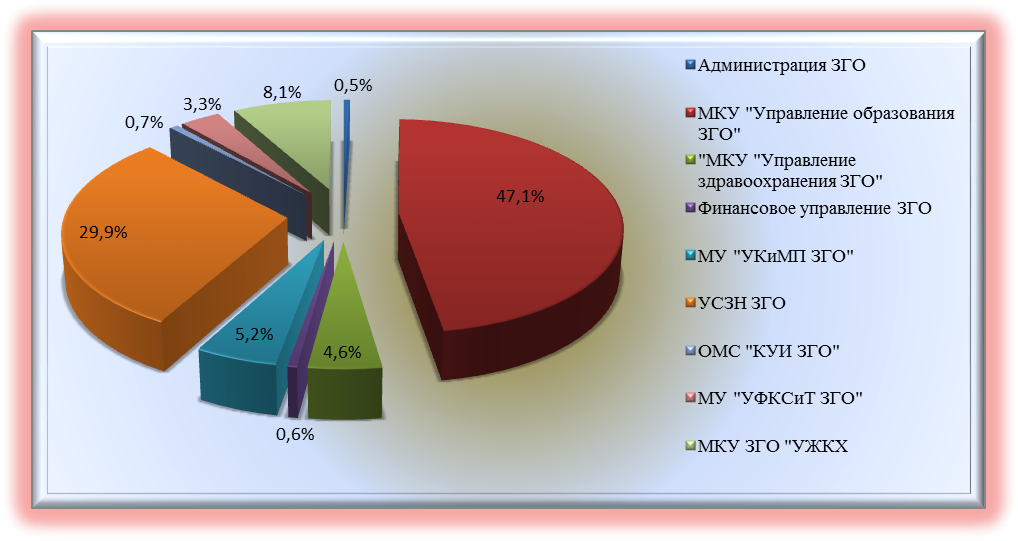 0,5%
8,1%
3,3%
0,7%
47,1%
29,9%
5,2%
4,6%
0,6%
Администрация ЗГО
МКУ "Управление образования
ЗГО"
"МКУ "Управление
здравоохранения ЗГО"
Финансовое управление ЗГО
МУ "УКиМП ЗГО"
УСЗН ЗГО
ОМС "КУИ ЗГО"
МУ "УФКСиТ ЗГО"
МКУ ЗГО "УЖКХ